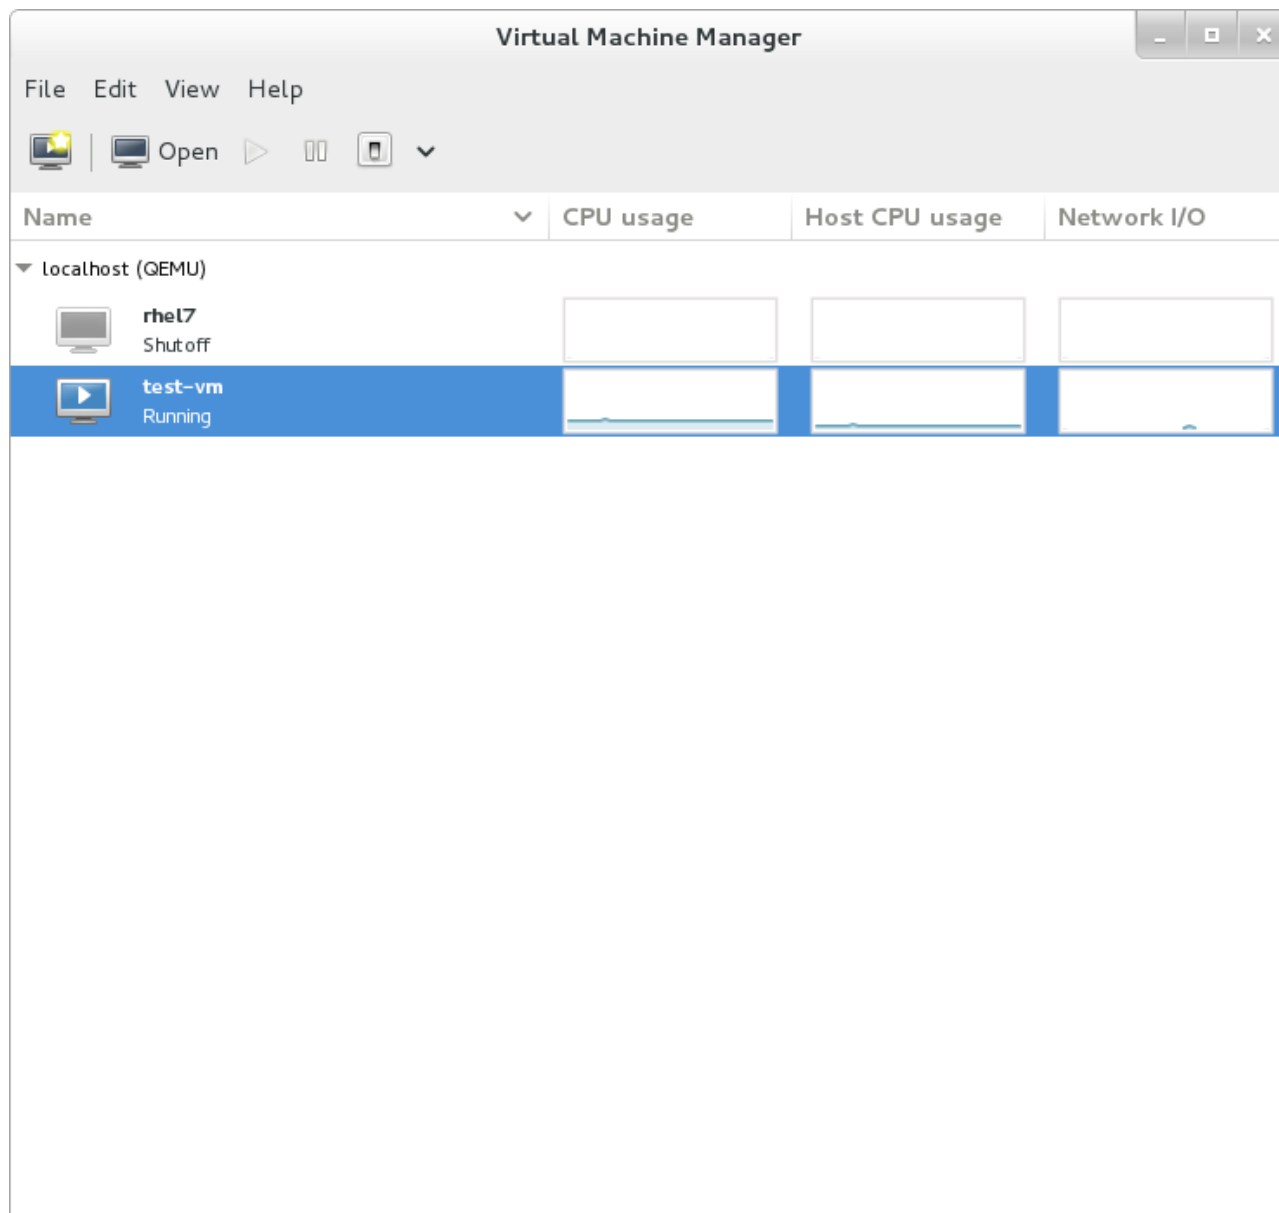 Virtual Machine Manager
File Edit View Help
Open
Name CPU usage Host CPU usage Network I/O
localhost (QEMU)
rhel7
Shutoff
test-vm
Running